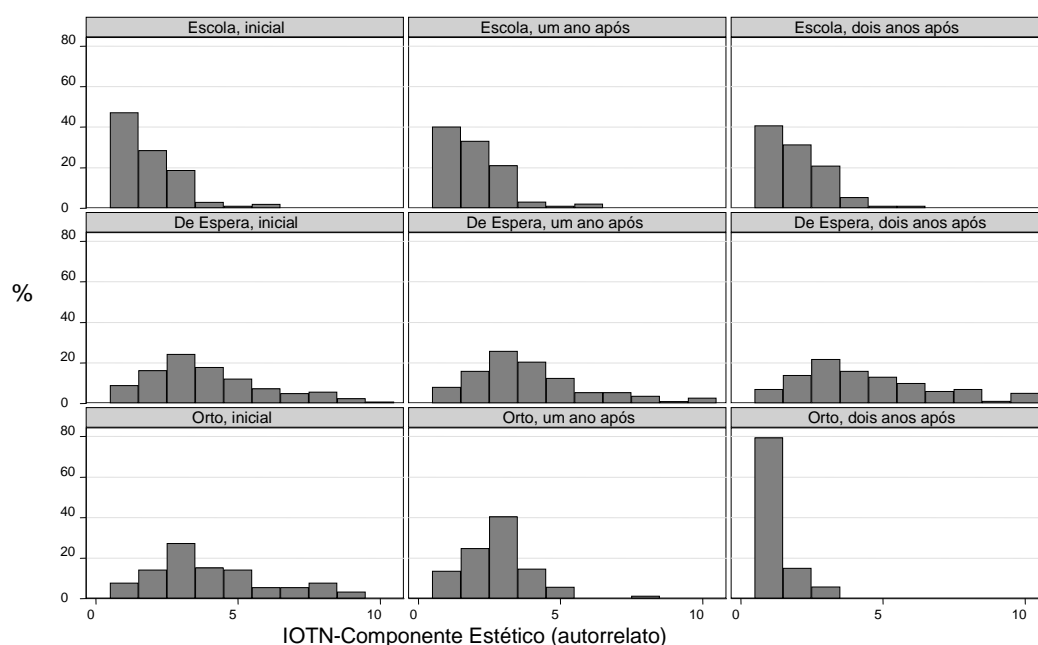 Escola, inicial
Escola, um ano após
Escola, dois anos após
80
60
40
20
0
De Espera, inicial
De Espera, um ano após
De Espera, dois anos após
80
60
40
20
0
%
Orto, inicial
Orto, um ano após
Orto, dois anos após
80
60
40
20
0
0 5 10 0 5 10 0 5 10
IOTN-Componente Estético (autorrelato)